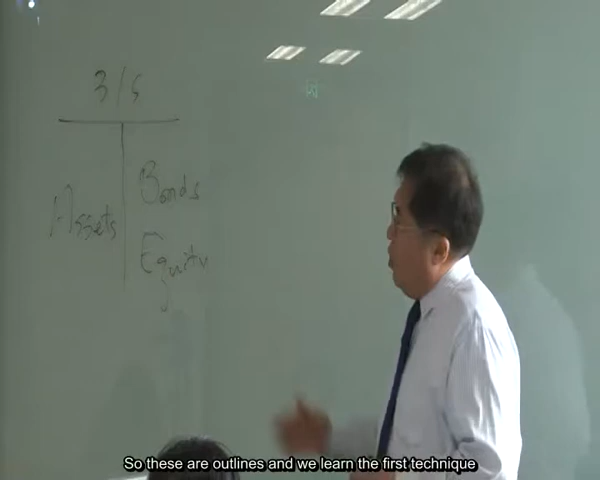 3/5
Bonds
Assets
Equity
So these are outlines and we learn the first technique